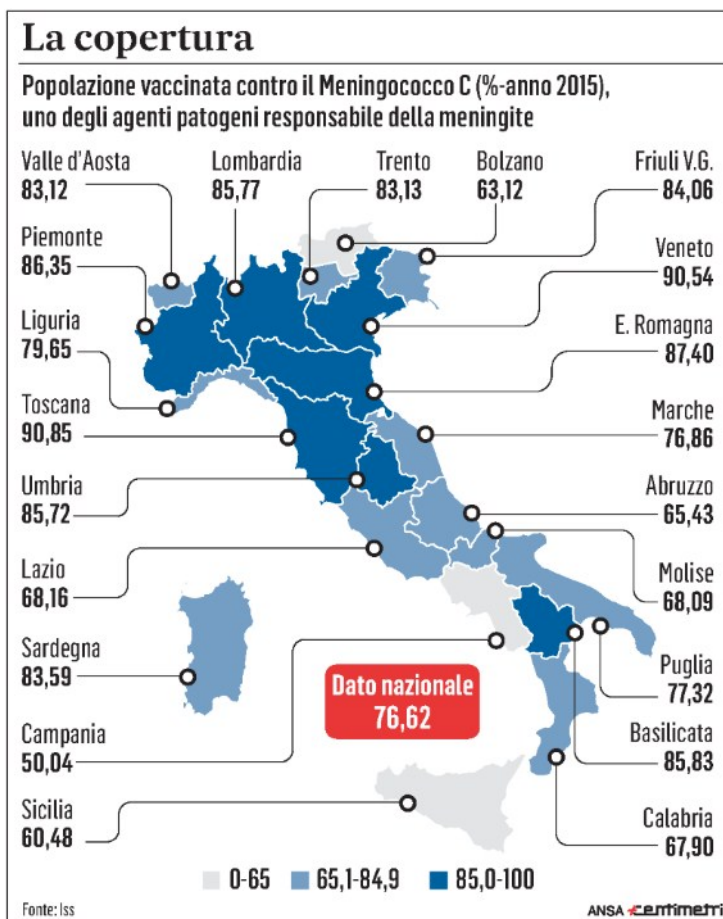 La copertura
Popolazione vaccinata contro il Meningococco C (%-anno 2015),
uno degli agenti patogeni responsabile della meningite
Valle d'Aosta
83,12
Lombardia
85,77
Trento
83,13
Bolzano
63,12
Friuli V.G.
84,06
Piemonte
86,35
Veneto
90,54
Liguria
79,65
E. Romagna
87,40
Toscana
90,85
Marche
76,86
Umbria
85,72
Abruzzo
65,43
Lazio
68,16
Molise
68,09
Sardegna
83,59
Puglia
77,32
Dato nazionale
76,62
Campania
50,04
Basilicata
85,83
Sicilia
60,48
Calabria
67,90
0-65
65,1-84,9
85,0-100
Fonte: Iss
ANSA centimetri